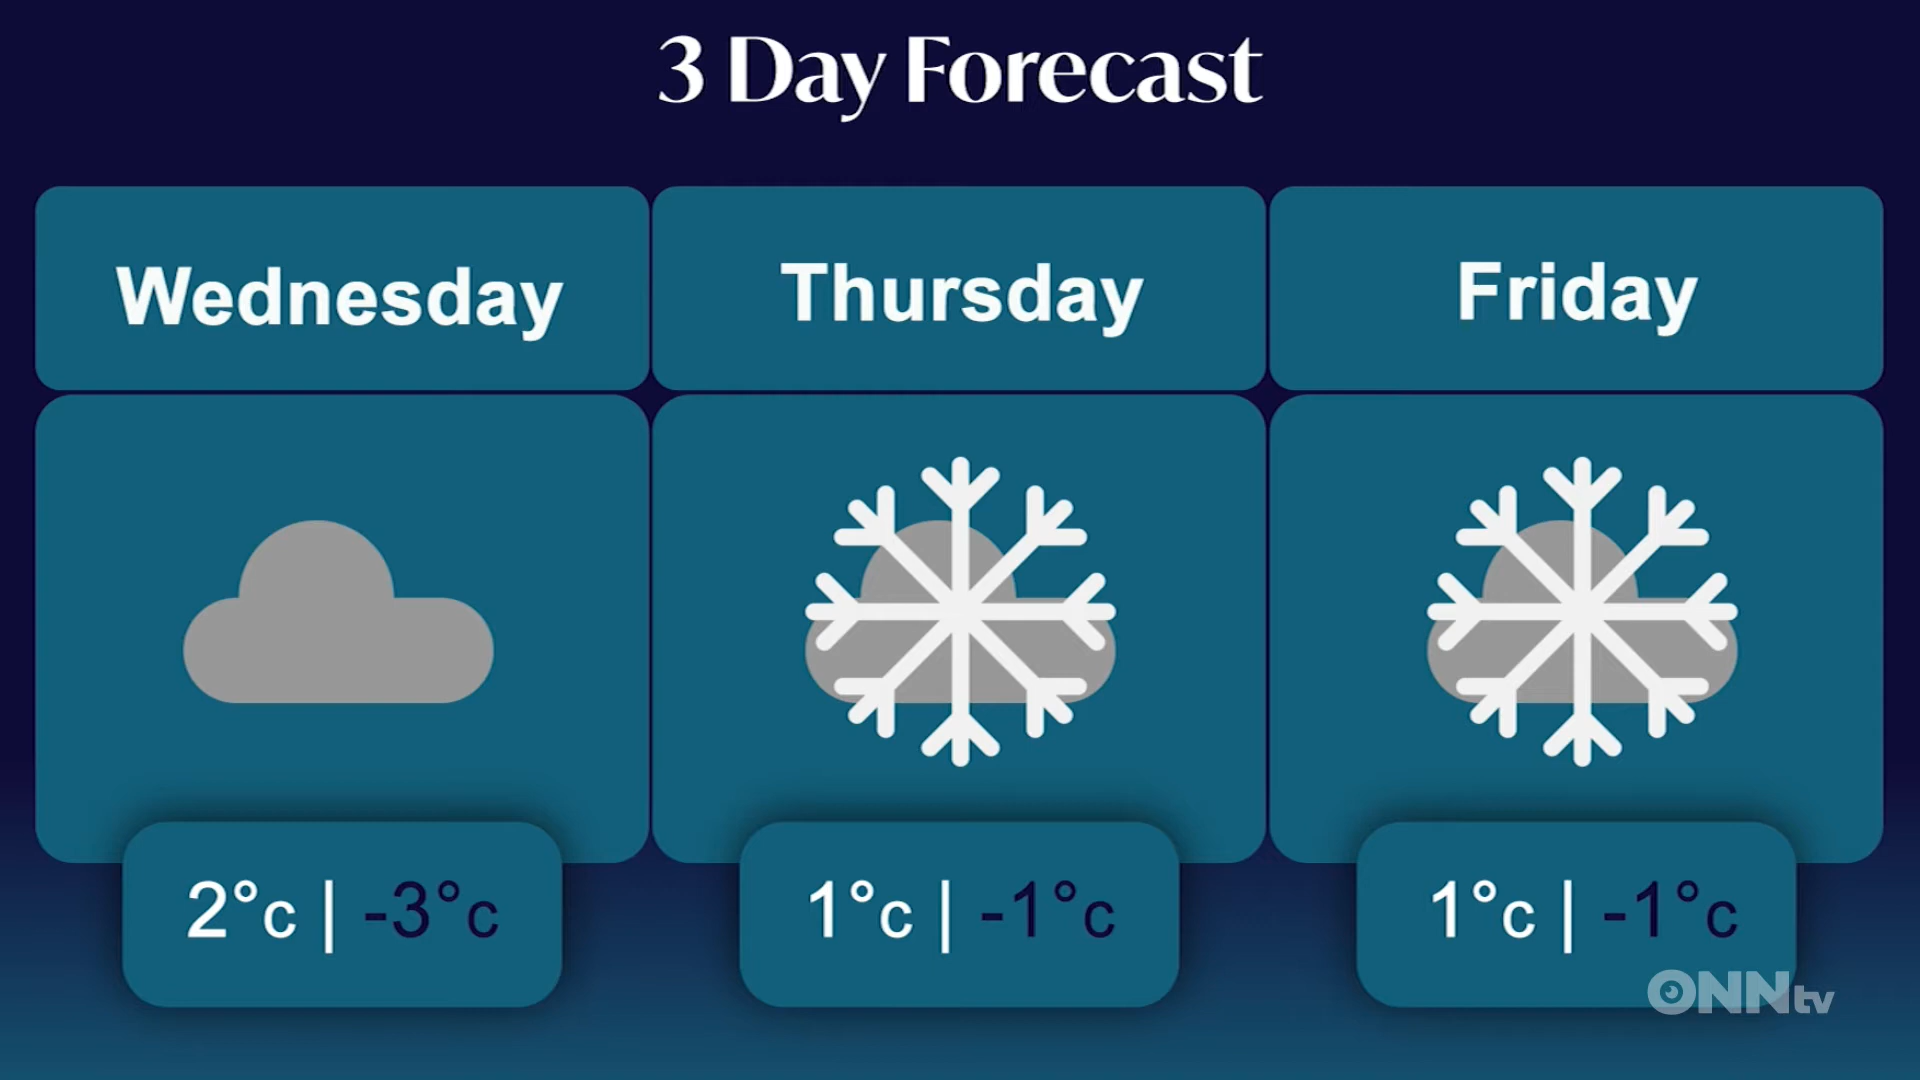 3 Day Forecast
Wednesday
Thursday
Friday
2°c | -3°c
1°c | -1°c
1°c | -1°c
ONNtv